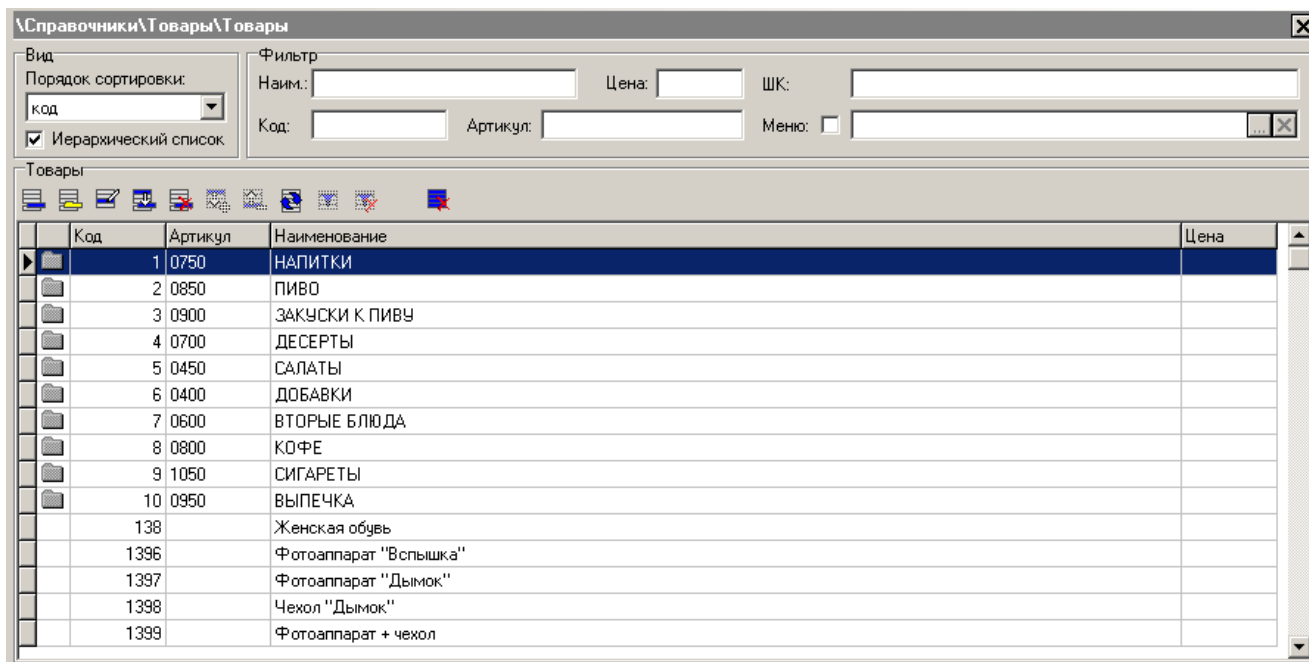 \Справочники\Товары\Товары
Вид
Порядок сортировки:
код
Иерархический список
Фильтр
Наим.: Цена: ШК:
Код: Артикул: Меню: ...
Товары
Код Артикул Наименование Цена
1 0750 НАПИТКИ
2 0850 ПИВО
3 0900 ЗАКУСКИ К ПИВУ
4 0700 ДЕСЕРТЫ
5 0450 САЛАТЫ
6 0400 ДОБАВКИ
7 0600 ВТОРЫЕ БЛЮДА
8 0800 КОФЕ
9 1050 СИГАРЕТЫ
10 0950 ВЫПЕЧКА
138 Женская обувь
1396 Фотоаппарат "Вспышка"
1397 Фотоаппарат "Дымок"
1398 Чехол "Дымок"
1399 Фотоаппарат + чехол